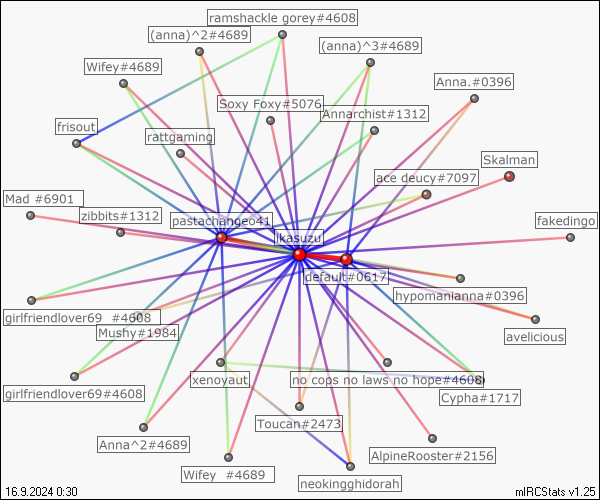 ramshackle gorey#4608
(anna)^2#4689
(anna)^3#4689
Wifey #4689
Anna.#0396
Soxy Foxy#5076
Annarchist#1312
frisout
rattgaming
Skalman
ace deucy#7097
Mad #6901
zibbits#1312
pastachange041
fakedingo
ikasuzu
default#0617
hypomanianna#0396
girlfriendlover69 #4608
Mushy#1984
avelicious
girlfriendlover69#4608
xenoyaut
no cops no laws no hope#4608
Cypha#1717
Toucan#2473
Anna^2#4689
AlpineRooster#2156
Wifey #4689
neokingghidorah
16.9.2024 0:30
mIRCStats v1.25